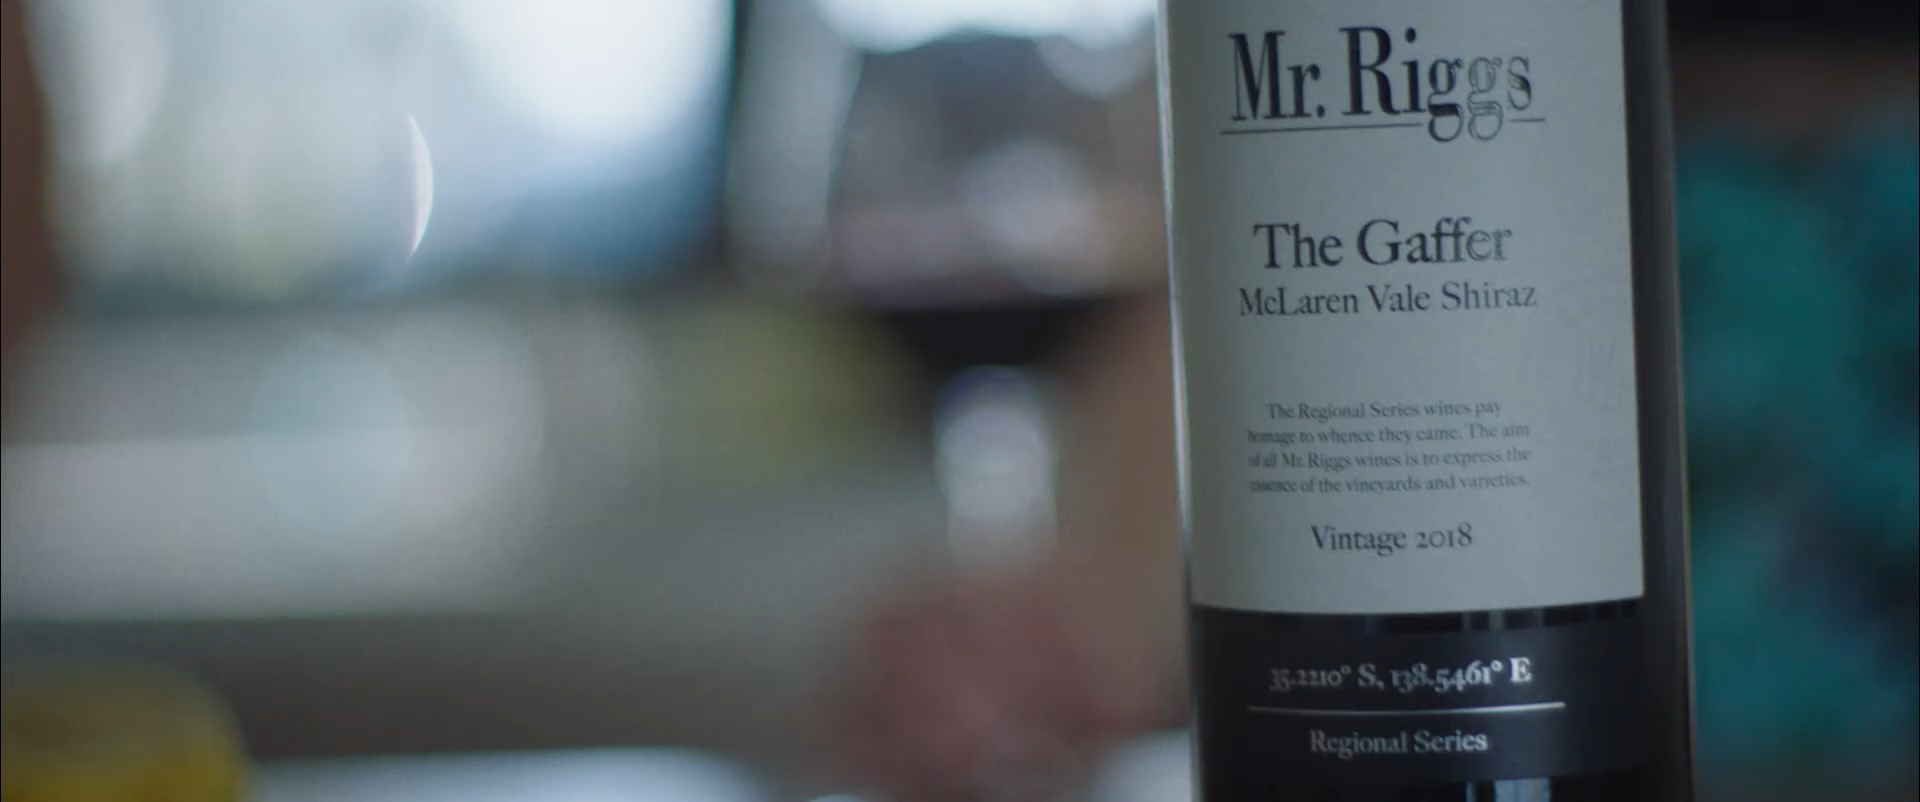 Mr. Riggs
The Gaffer
McLaren Vale Shiraz
The Regional Series wines pay
homage to whence they came. The aim
of all Mr. Riggs wines is to express the
essence of the vineyards and varieties.
Vintage 2018
35.2210° S, 138.5461° E
Regional Series